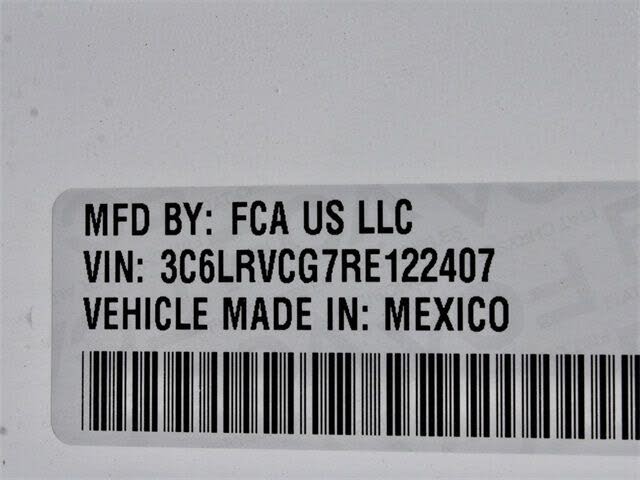 MFD BY: FCA US LLC
VIN: 3C6LRVCG7RE122407
VEHICLE MADE IN: MEXICO